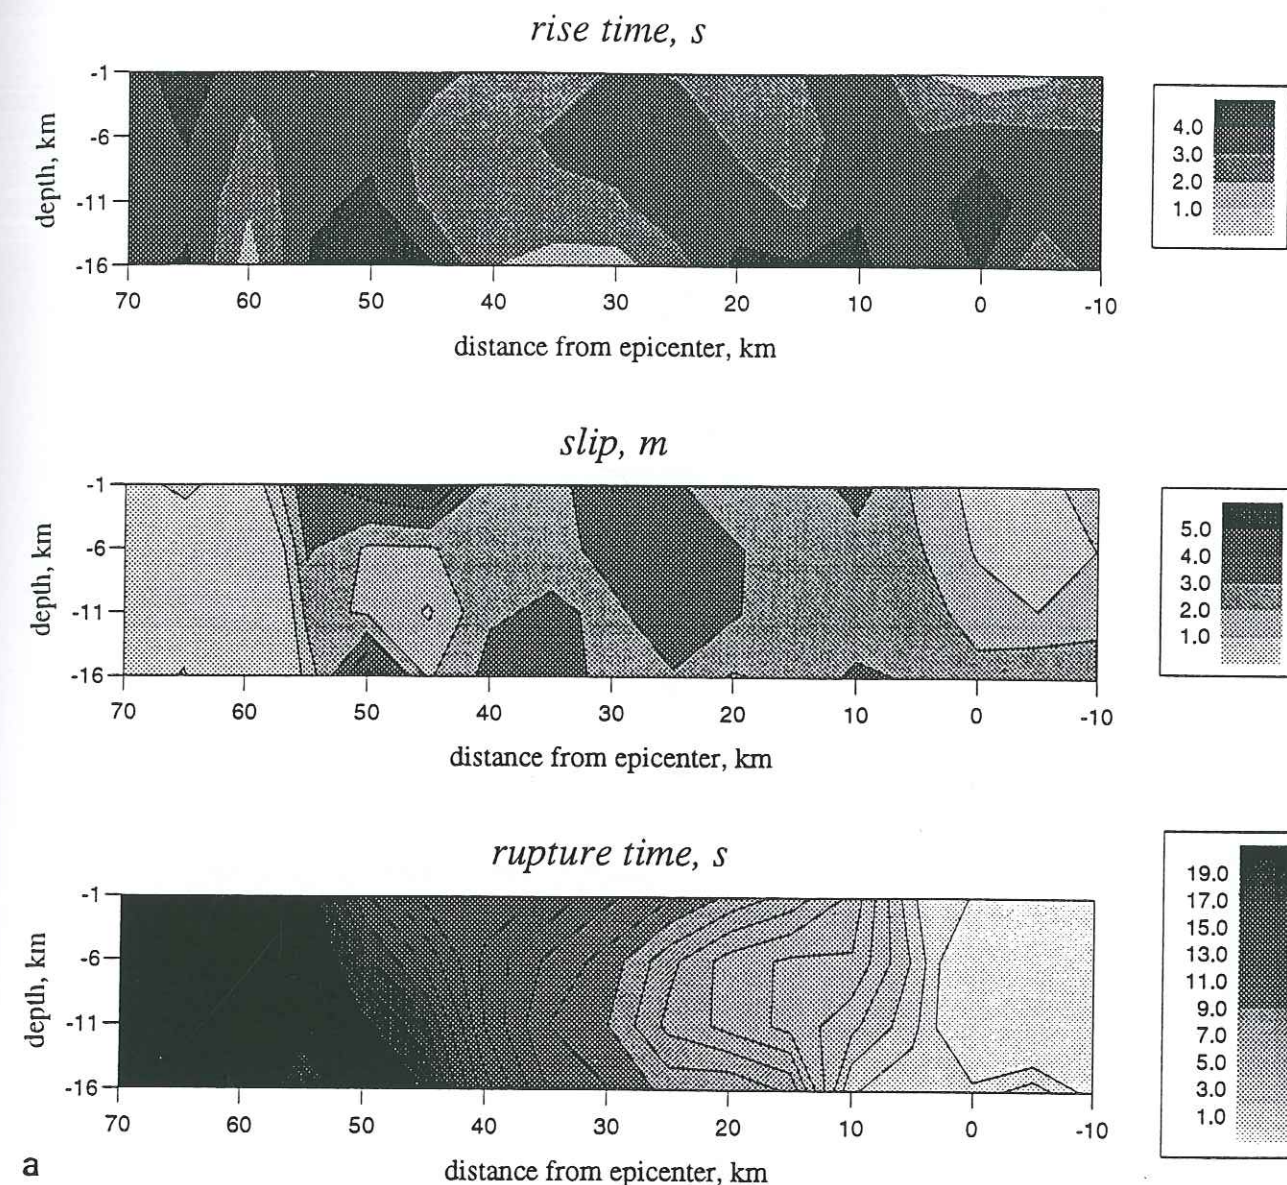 rise time, s
-1
-6
-11
-16
depth, km
70 60 50 40 30 20 10 0 -10
distance from epicenter, km
4.0
3.0
2.0
1.0
slip, m
-1
-6
-11
-16
depth, km
70 60 50 40 30 20 10 0 -10
distance from epicenter, km
5.0
4.0
3.0
2.0
1.0
rupture time, s
-1
-6
-11
-16
depth, km
70 60 50 40 30 20 10 0 -10
distance from epicenter, km
19.0
17.0
15.0
13.0
11.0
9.0
7.0
5.0
3.0
1.0
a